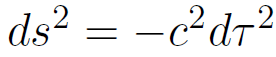 ds² = −c²dτ²